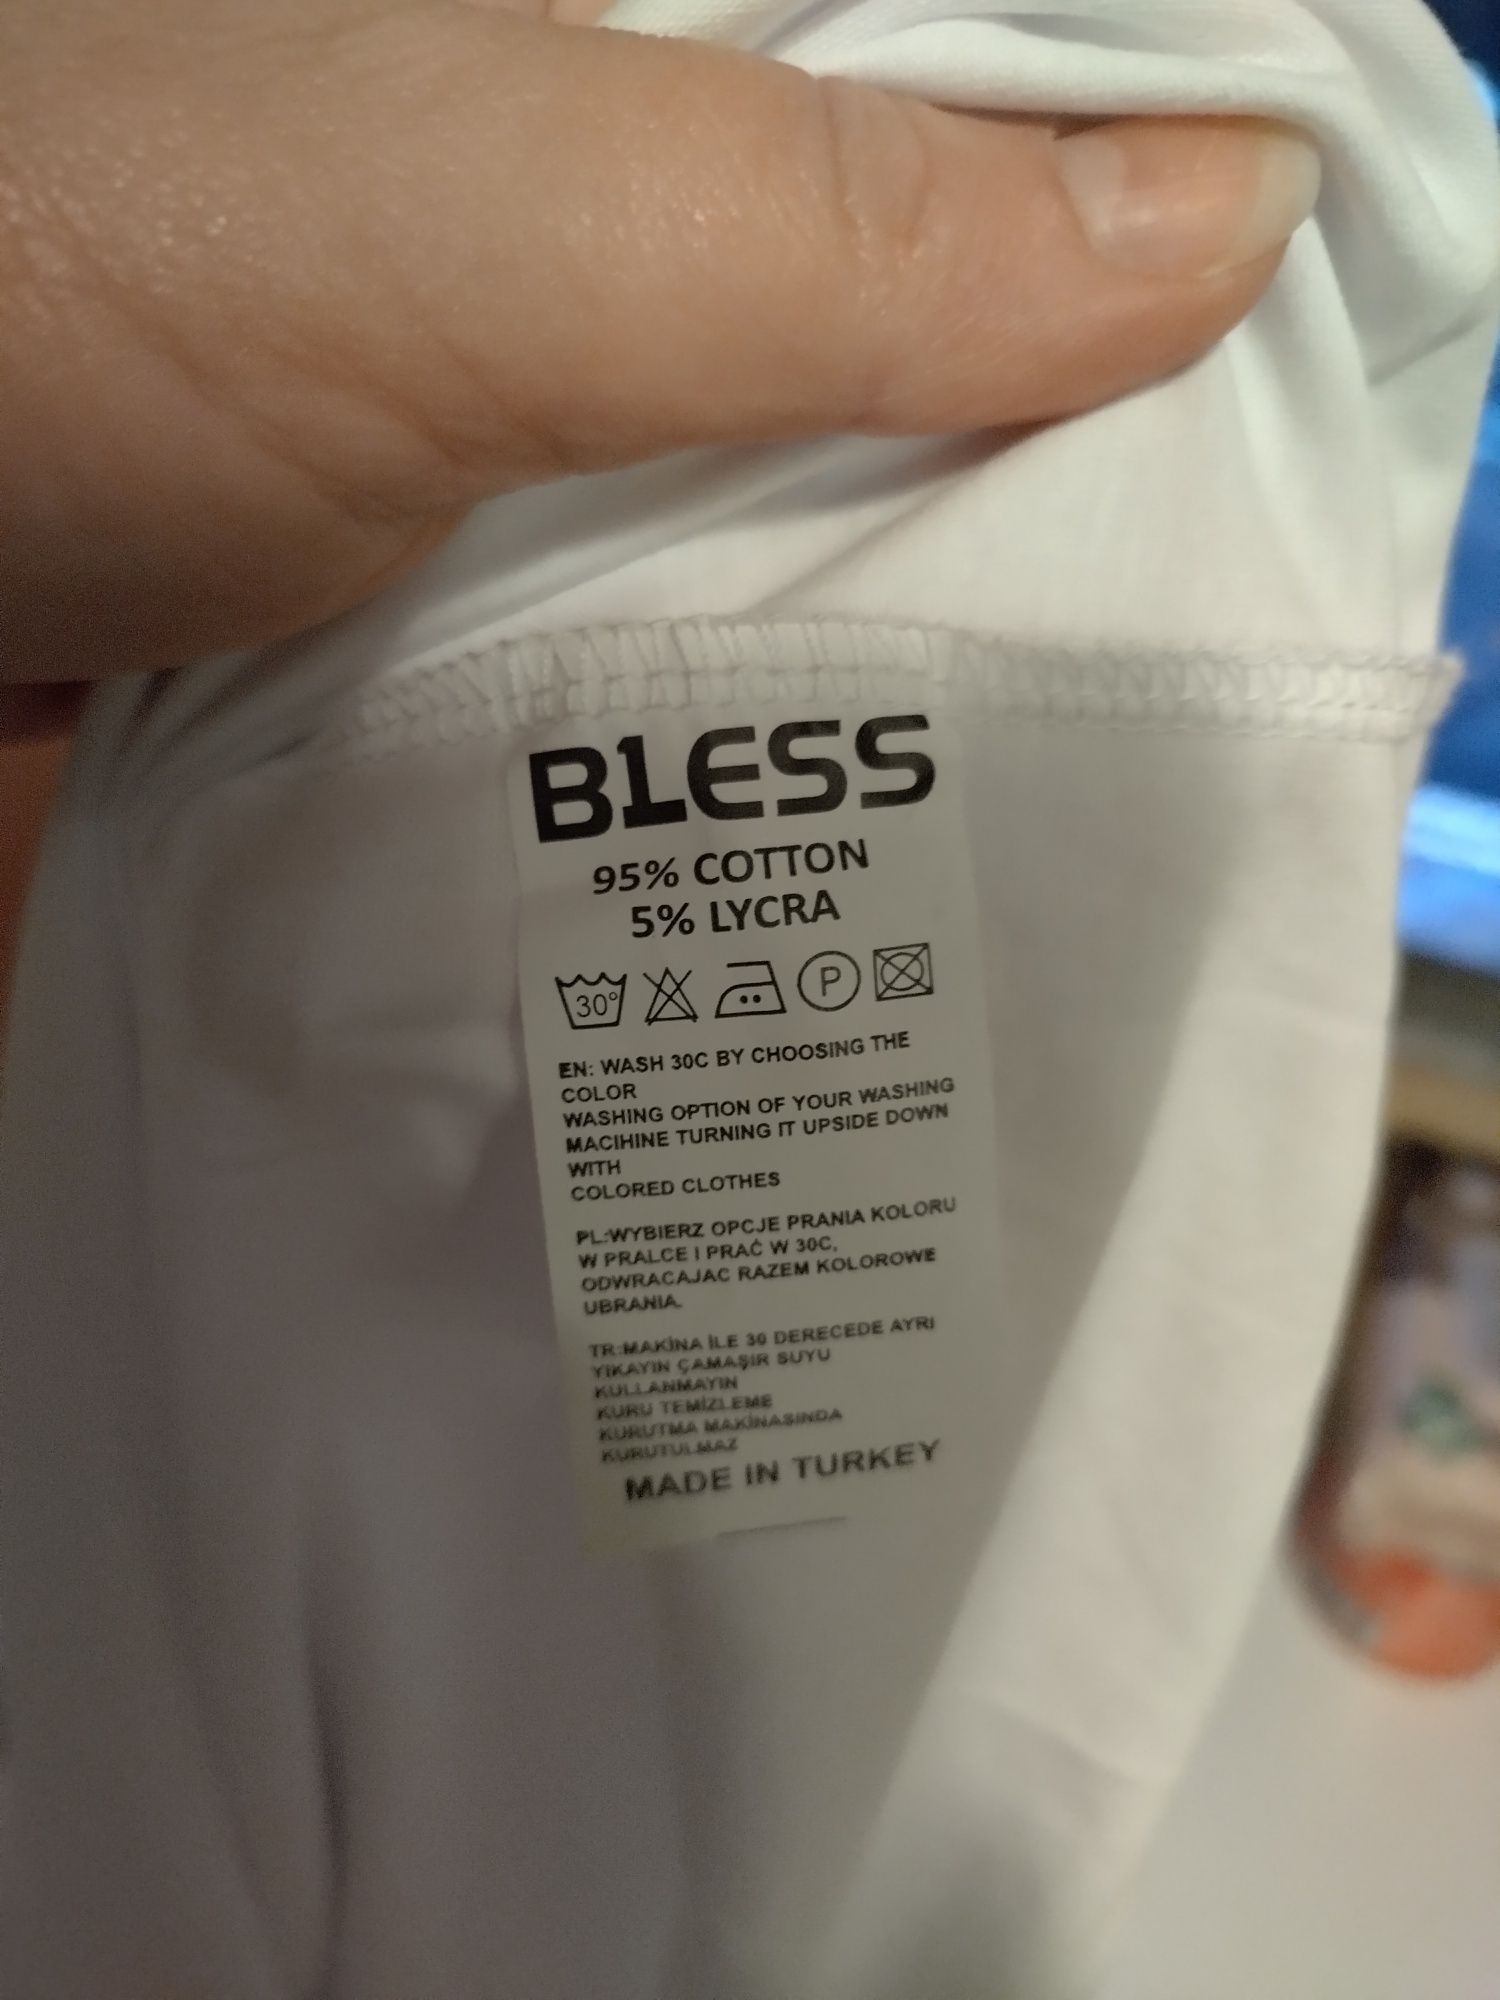 BLESS
95% COTTON
5% LYCRA
30° P
EN: WASH 30C BY CHOOSING THE
COLOR
WASHING OPTION OF YOUR WASHING
MACIHINE TURNING IT UPSIDE DOWN
WITH
COLORED CLOTHES
PL:WYBIERZ OPCJE PRANIA KOLORU
W PRALCE I PRAĆ W 30C,
ODWRACAJAC RAZEM KOLOROWE
UBRANIA.
TR:MAKİNA İLE 30 DERECEDE AYRI
YIKAYIN ÇAMAŞIR SUYU
KULLANMAYIN
KURU TEMİZLEME
KURUTMA MAKİNASINDA
KURUTULMAZ
MADE IN TURKEY